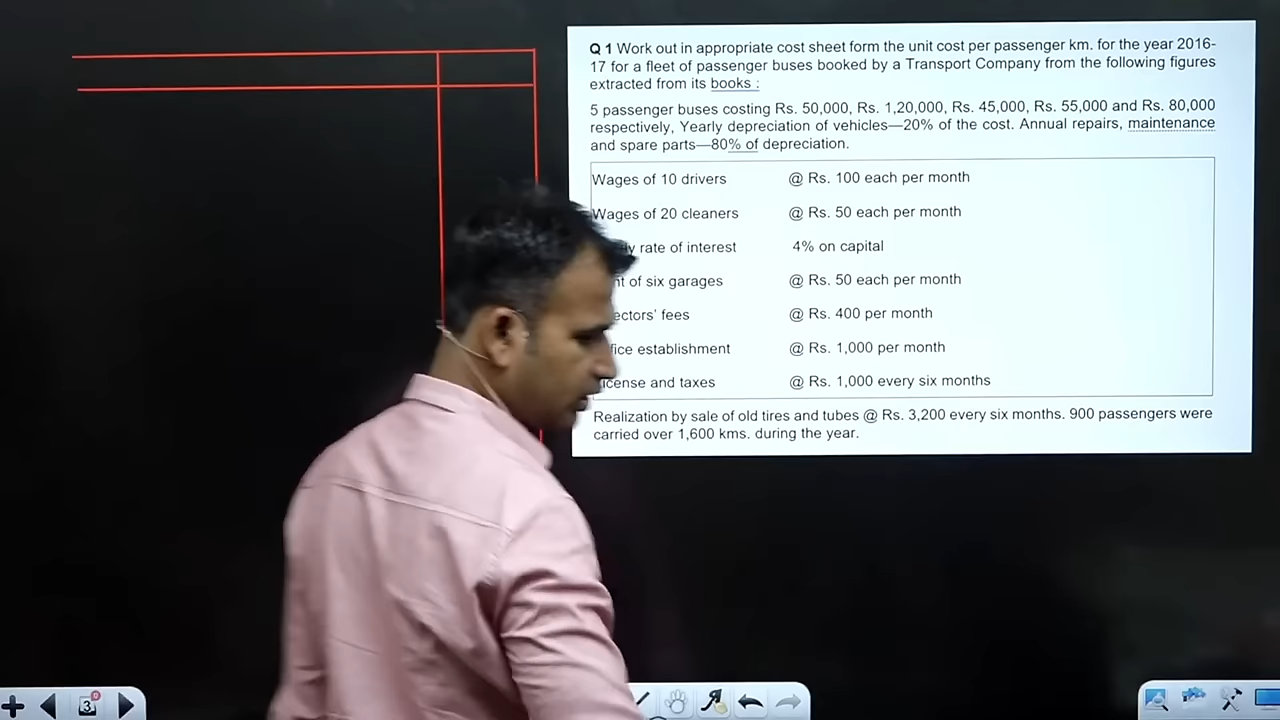 Q 1 Work out in appropriate cost sheet form the unit cost per passenger km. for the year 2016-
17 for a fleet of passenger buses booked by a Transport Company from the following figures
extracted from its books :
5 passenger buses costing Rs. 50,000, Rs. 1,20,000, Rs. 45,000, Rs. 55,000 and Rs. 80,000
respectively, Yearly depreciation of vehicles—20% of the cost. Annual repairs, maintenance
and spare parts—80% of depreciation.
Wages of 10 drivers @ Rs. 100 each per month
Wages of 20 cleaners @ Rs. 50 each per month
rate of interest 4% on capital
of six garages @ Rs. 50 each per month
fees @ Rs. 400 per month
establishment @ Rs. 1,000 per month
and taxes @ Rs. 1,000 every six months
Realization by sale of old tires and tubes @ Rs. 3,200 every six months. 900 passengers were
carried over 1,600 kms. during the year.
3